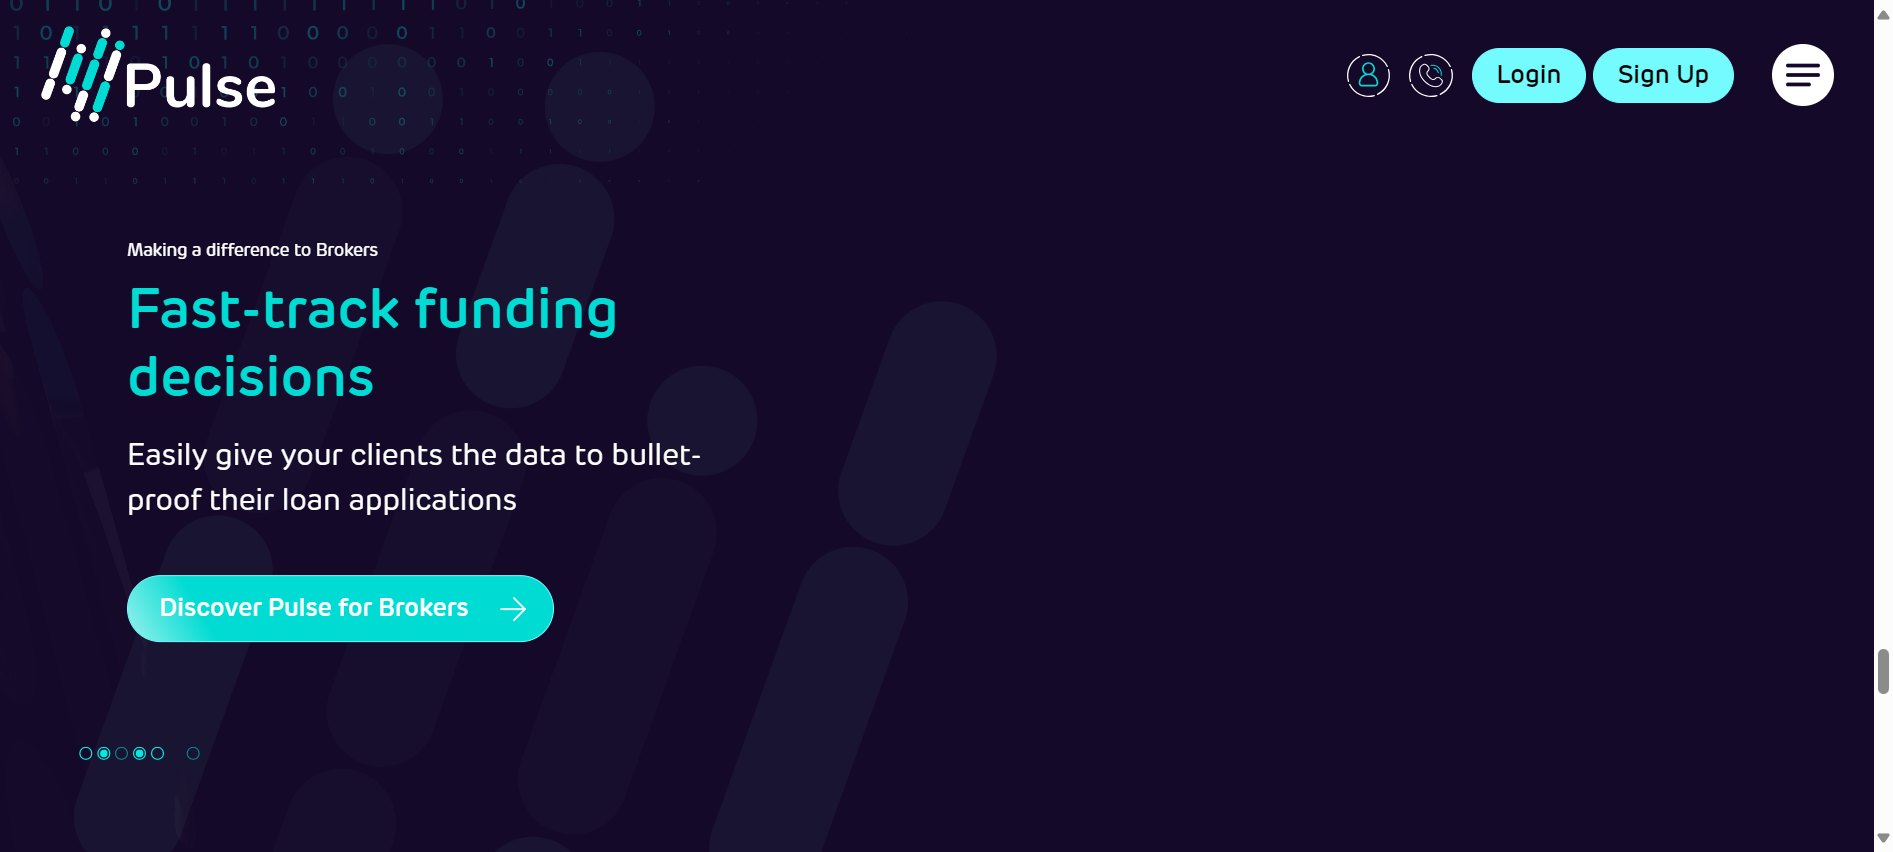 Pulse
Login
Sign Up
Making a difference to Brokers
Fast-track funding
decisions
Easily give your clients the data to bullet-
proof their loan applications
Discover Pulse for Brokers